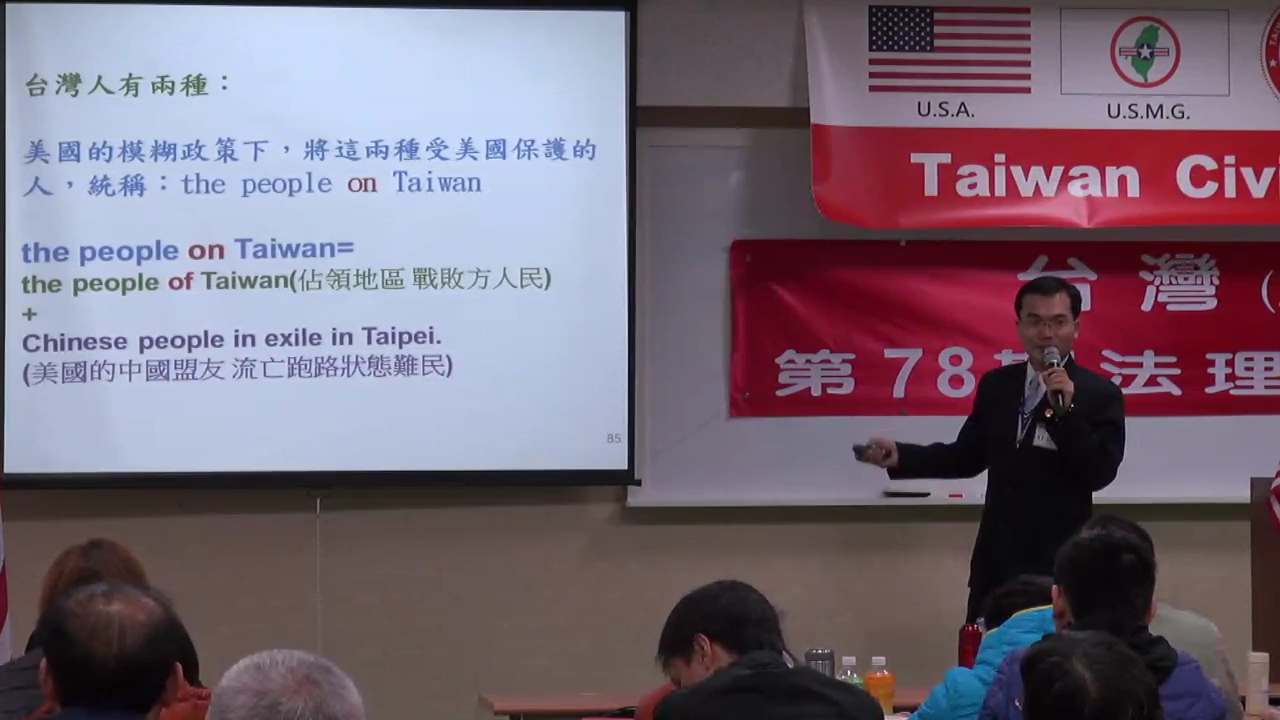 台灣人有兩種：
美國的模糊政策下，將這兩種受美國保護的
人，統稱：the people on Taiwan
the people on Taiwan=
the people of Taiwan(佔領地區 戰敗方人民)
+
Chinese people in exile in Taipei.
(美國的中國盟友 流亡跑路狀態難民)
85
U.S.A.
U.S.M.G.
Taiwan Civi
台灣（
第78期法理